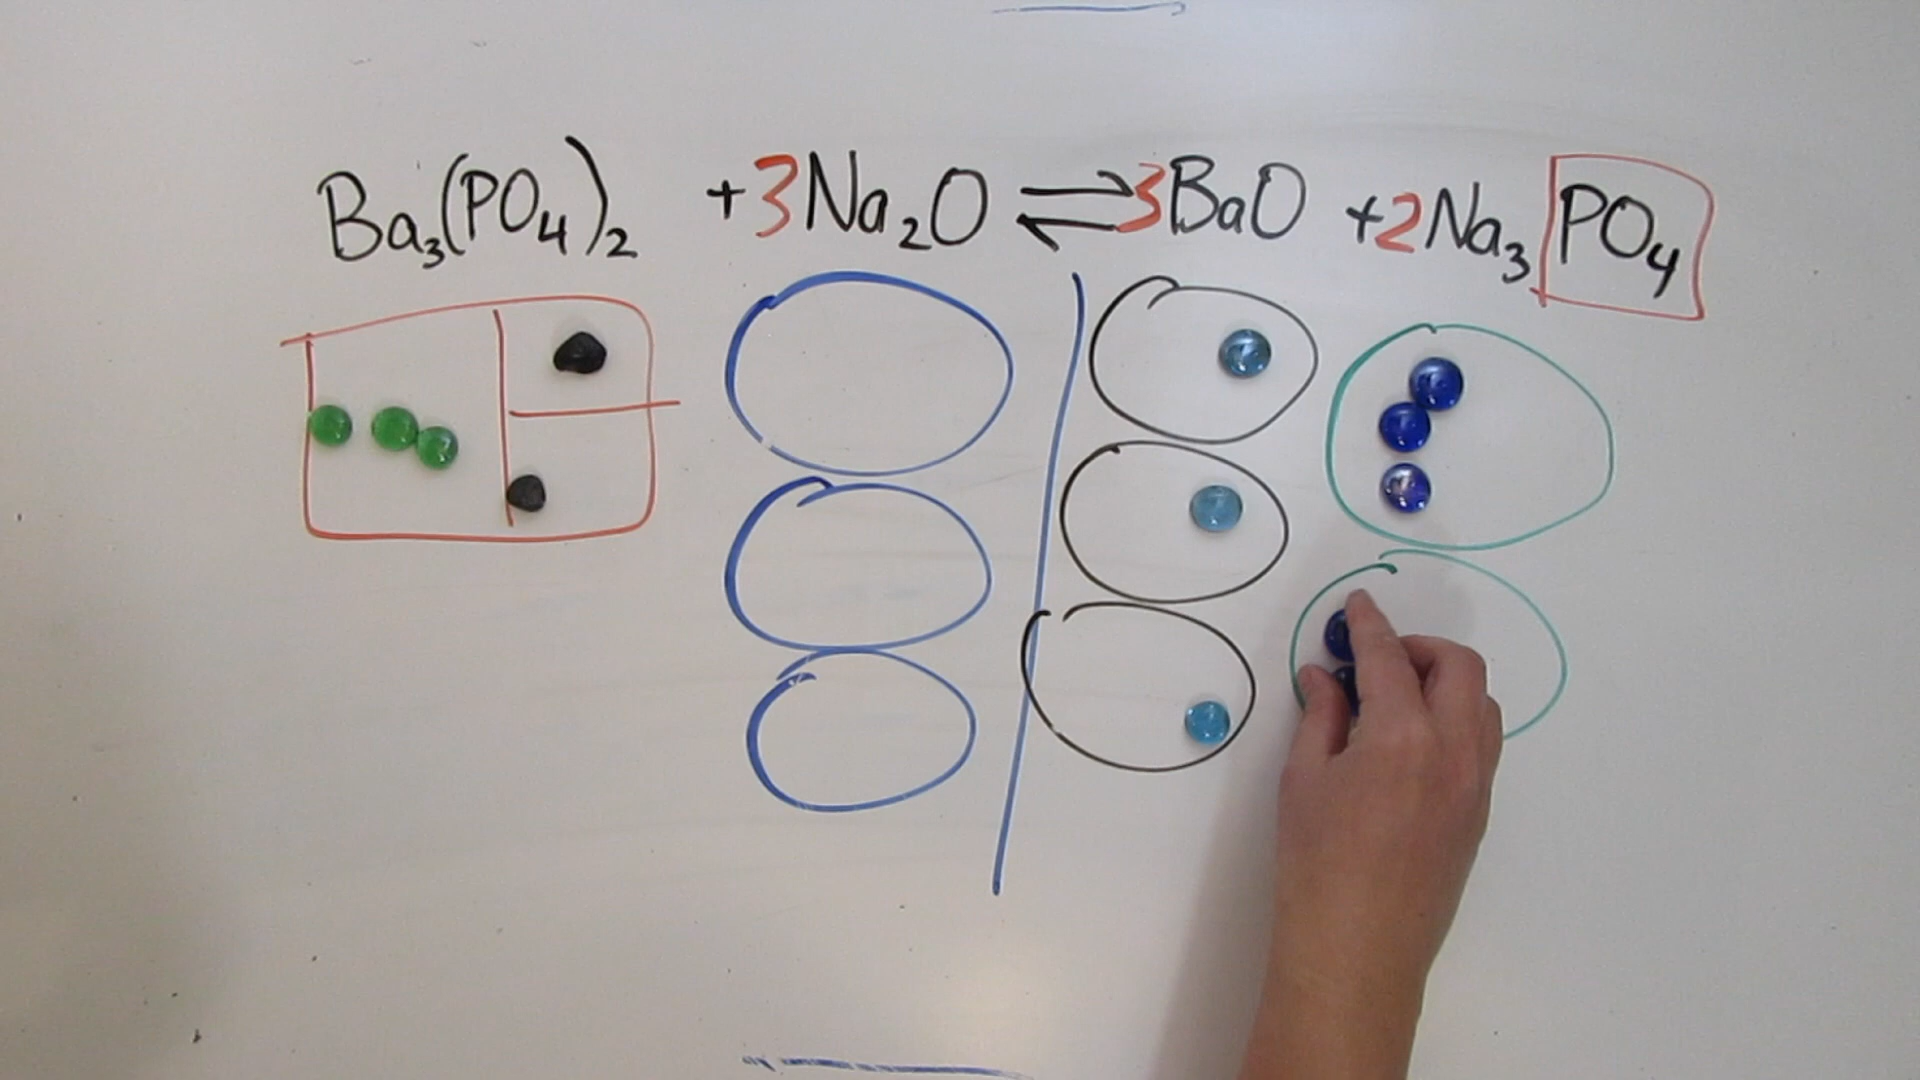 Ba₃(PO₄)₂ + 3Na₂O ⇌ 3BaO + 2Na₃PO₄